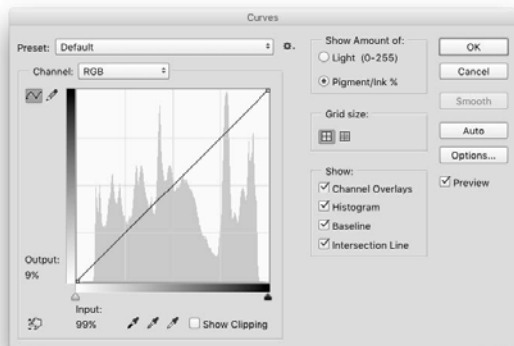 Curves
Preset: Default
Channel: RGB
Output:
9%
Input:
99%
Show Clipping
Show Amount of:
Light (0-255)
Pigment/Ink %
Grid size:
Show:
Channel Overlays
Histogram
Baseline
Intersection Line
OK
Cancel
Smooth
Auto
Options...
Preview